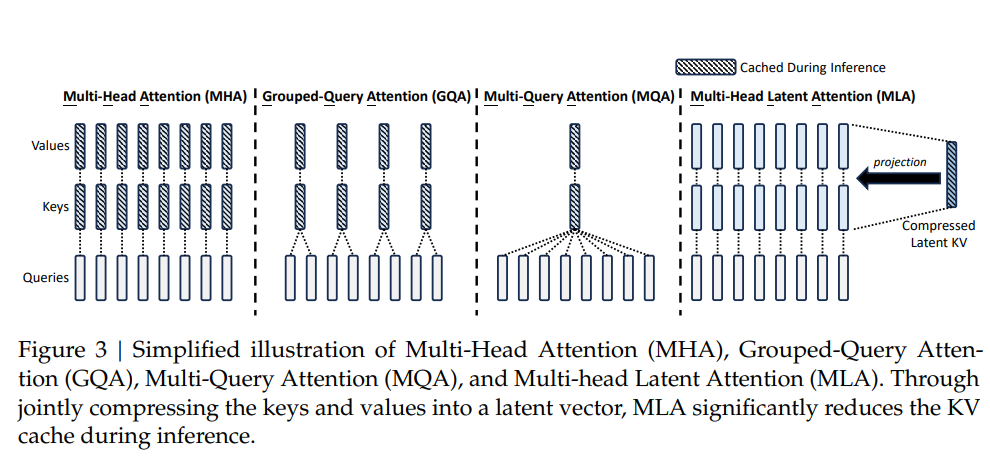 Cached During Inference
Multi-Head Attention (MHA)
Grouped-Query Attention (GQA)
Multi-Query Attention (MQA)
Multi-Head Latent Attention (MLA)
Values
Keys
Queries
projection
Compressed
Latent KV
Figure 3 | Simplified illustration of Multi-Head Attention (MHA), Grouped-Query Atten-
tion (GQA), Multi-Query Attention (MQA), and Multi-head Latent Attention (MLA). Through
jointly compressing the keys and values into a latent vector, MLA significantly reduces the KV
cache during inference.